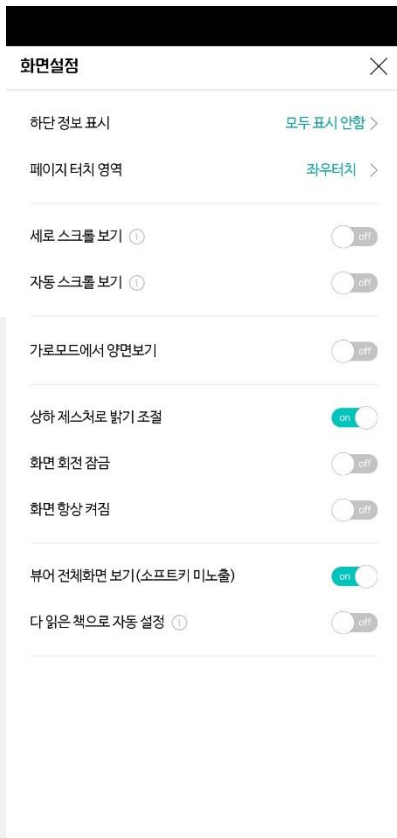 화면설정
하단 정보 표시 모두 표시 안함
페이지 터치 영역 좌우터치
세로 스크롤 보기 off
자동 스크롤 보기 off
가로모드에서 양면보기 off
상하 제스처로 밝기 조절 on
화면 회전 잠금 off
화면 항상 켜짐 off
뷰어 전체화면 보기(소프트키 미노출) on
다 읽은 책으로 자동 설정 off